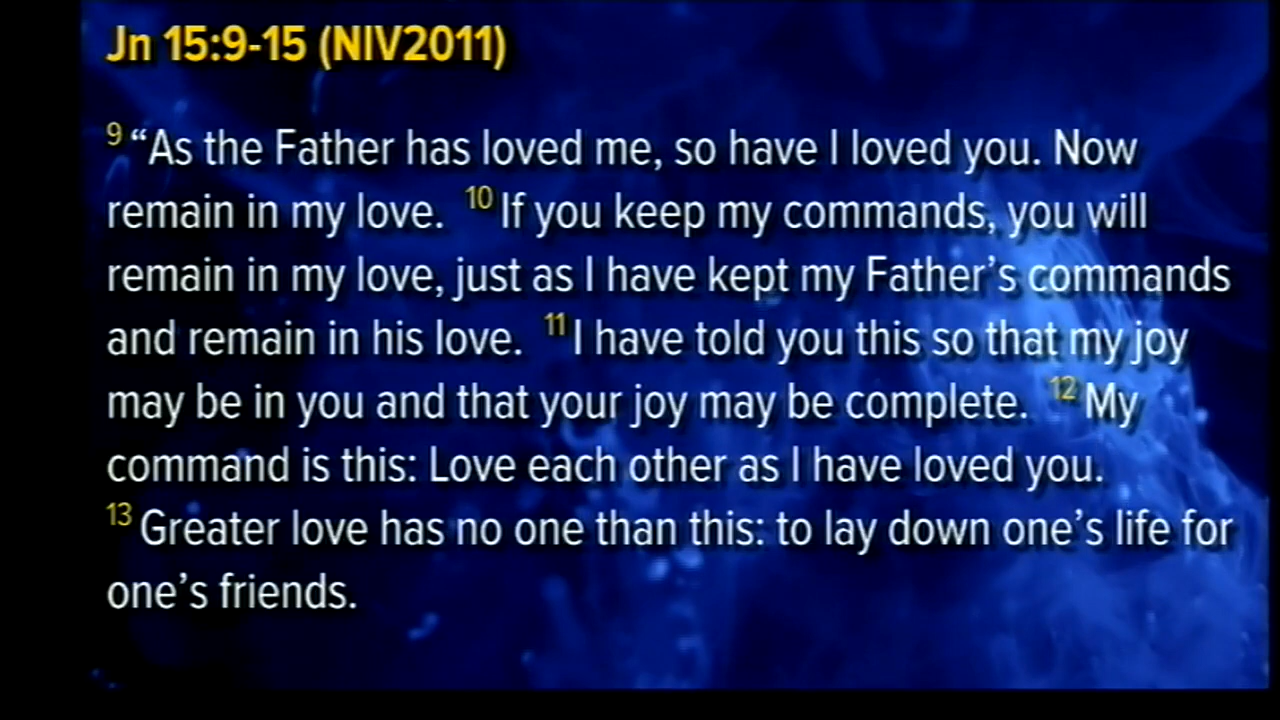 Jn 15:9-15 (NIV2011)
9 “As the Father has loved me, so have I loved you. Now
remain in my love. 10 If you keep my commands, you will
remain in my love, just as I have kept my Father’s commands
and remain in his love. 11 I have told you this so that my joy
may be in you and that your joy may be complete. 12 My
command is this: Love each other as I have loved you.
13 Greater love has no one than this: to lay down one’s life for
one’s friends.